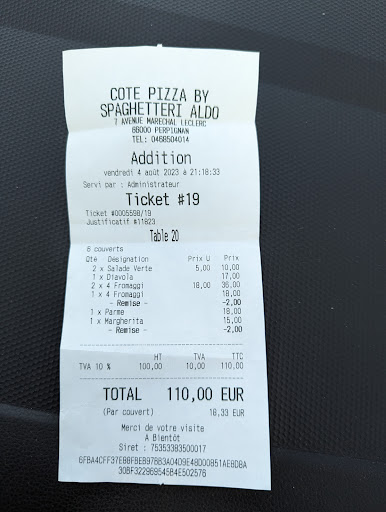 COTE PIZZA BY
SPAGHETTERI ALDO
7 AVENUE MARECHAL LECLERC
66000 PERPIGNAN
TEL: 0468504014
Addition
vendredi 4 août 2023 à 21:18:33
Servi par : Administrateur
Ticket #19
Ticket #0005598/19
Justificatif #11823
Table 20
6 couverts
Qté Désignation Prix U Prix
2 x Salade Verte 5,00 10,00
1 x Diavola 17,00
2 x 4 Fromaggi 18,00 36,00
1 x 4 Fromaggi 18,00
- Remise - -2,00
1 x Parme 18,00
1 x Margherita 15,00
- Remise - -2,00
HT TVA TTC
TVA 10 % 100,00 10,00 110,00
TOTAL 110,00 EUR
(Par couvert) 18,33 EUR
Merci de votre visite
A Bientôt
Siret : 75353383500017